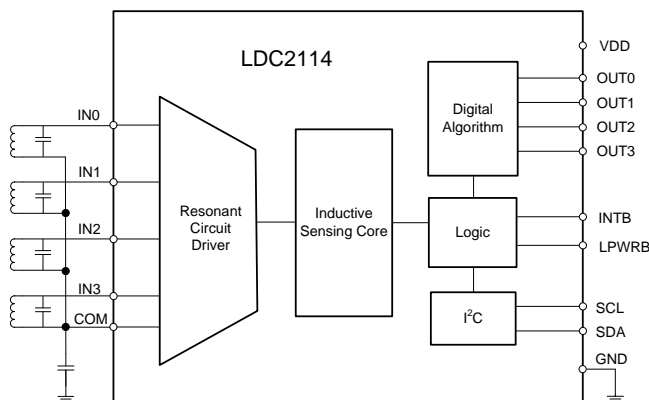 LDC2114
VDD
OUT0
OUT1
OUT2
OUT3
Digital
Algorithm
IN0
IN1
IN2
IN3
COM
Resonant
Circuit
Driver
Inductive
Sensing Core
Logic
INTB
LPWRB
I²C
SCL
SDA
GND